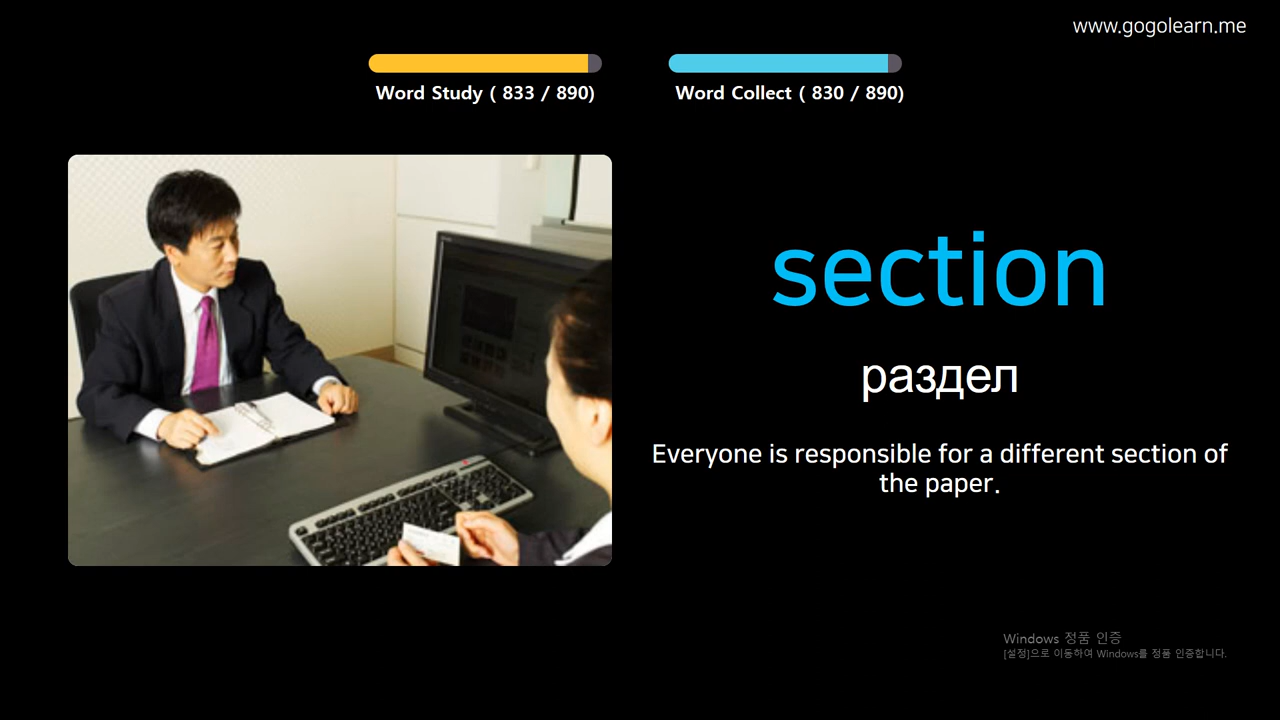 www.gogolearn.me
Word Study ( 833 / 890)
Word Collect ( 830 / 890)
section
раздел
Everyone is responsible for a different section of
the paper.
Windows 정품 인증
[설정]으로 이동하여 Windows를 정품 인증합니다.